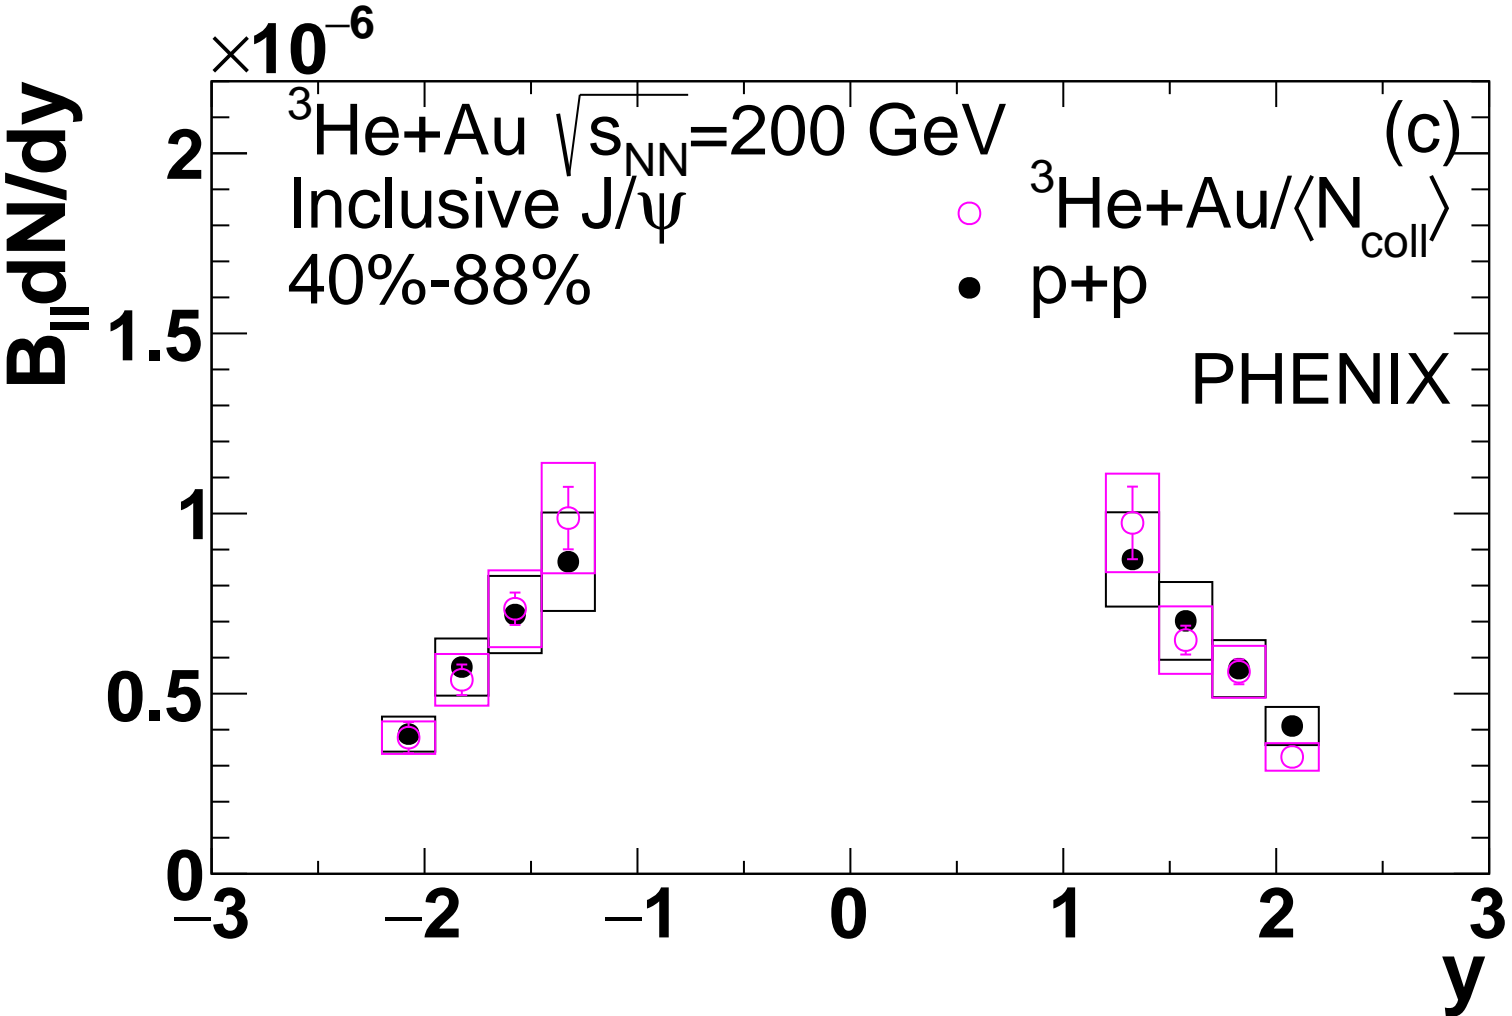 ×10⁻⁶
B_ll dN/dy
³He+Au √s_NN=200 GeV
(c)
Inclusive J/ψ
40%-88%
³He+Au/⟨N_coll⟩
p+p
PHENIX
2
1.5
1
0.5
0
−3 −2 −1 0 1 2 3
y